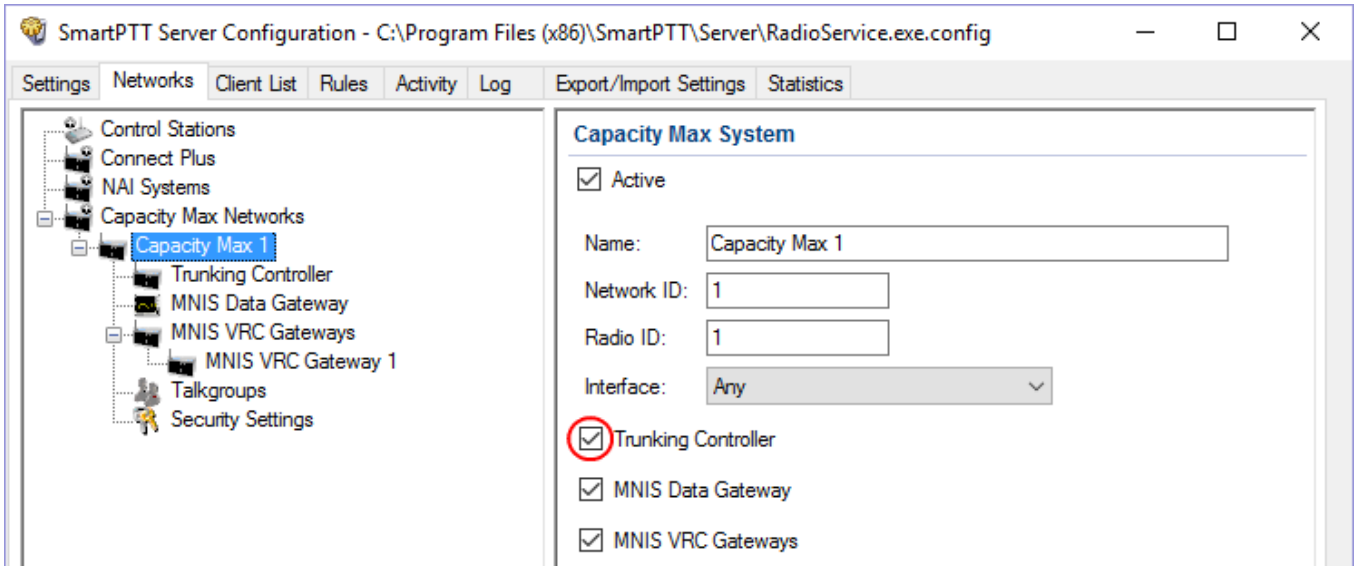 SmartPTT Server Configuration - C:\Program Files (x86)\SmartPTT\Server\RadioService.exe.config
Settings Networks Client List Rules Activity Log Export/Import Settings Statistics
Control Stations
Connect Plus
NAI Systems
Capacity Max Networks
Capacity Max 1
Trunking Controller
MNIS Data Gateway
MNIS VRC Gateways
MNIS VRC Gateway 1
Talkgroups
Security Settings
Capacity Max System
Active
Name: Capacity Max 1
Network ID: 1
Radio ID: 1
Interface: Any
Trunking Controller
MNIS Data Gateway
MNIS VRC Gateways